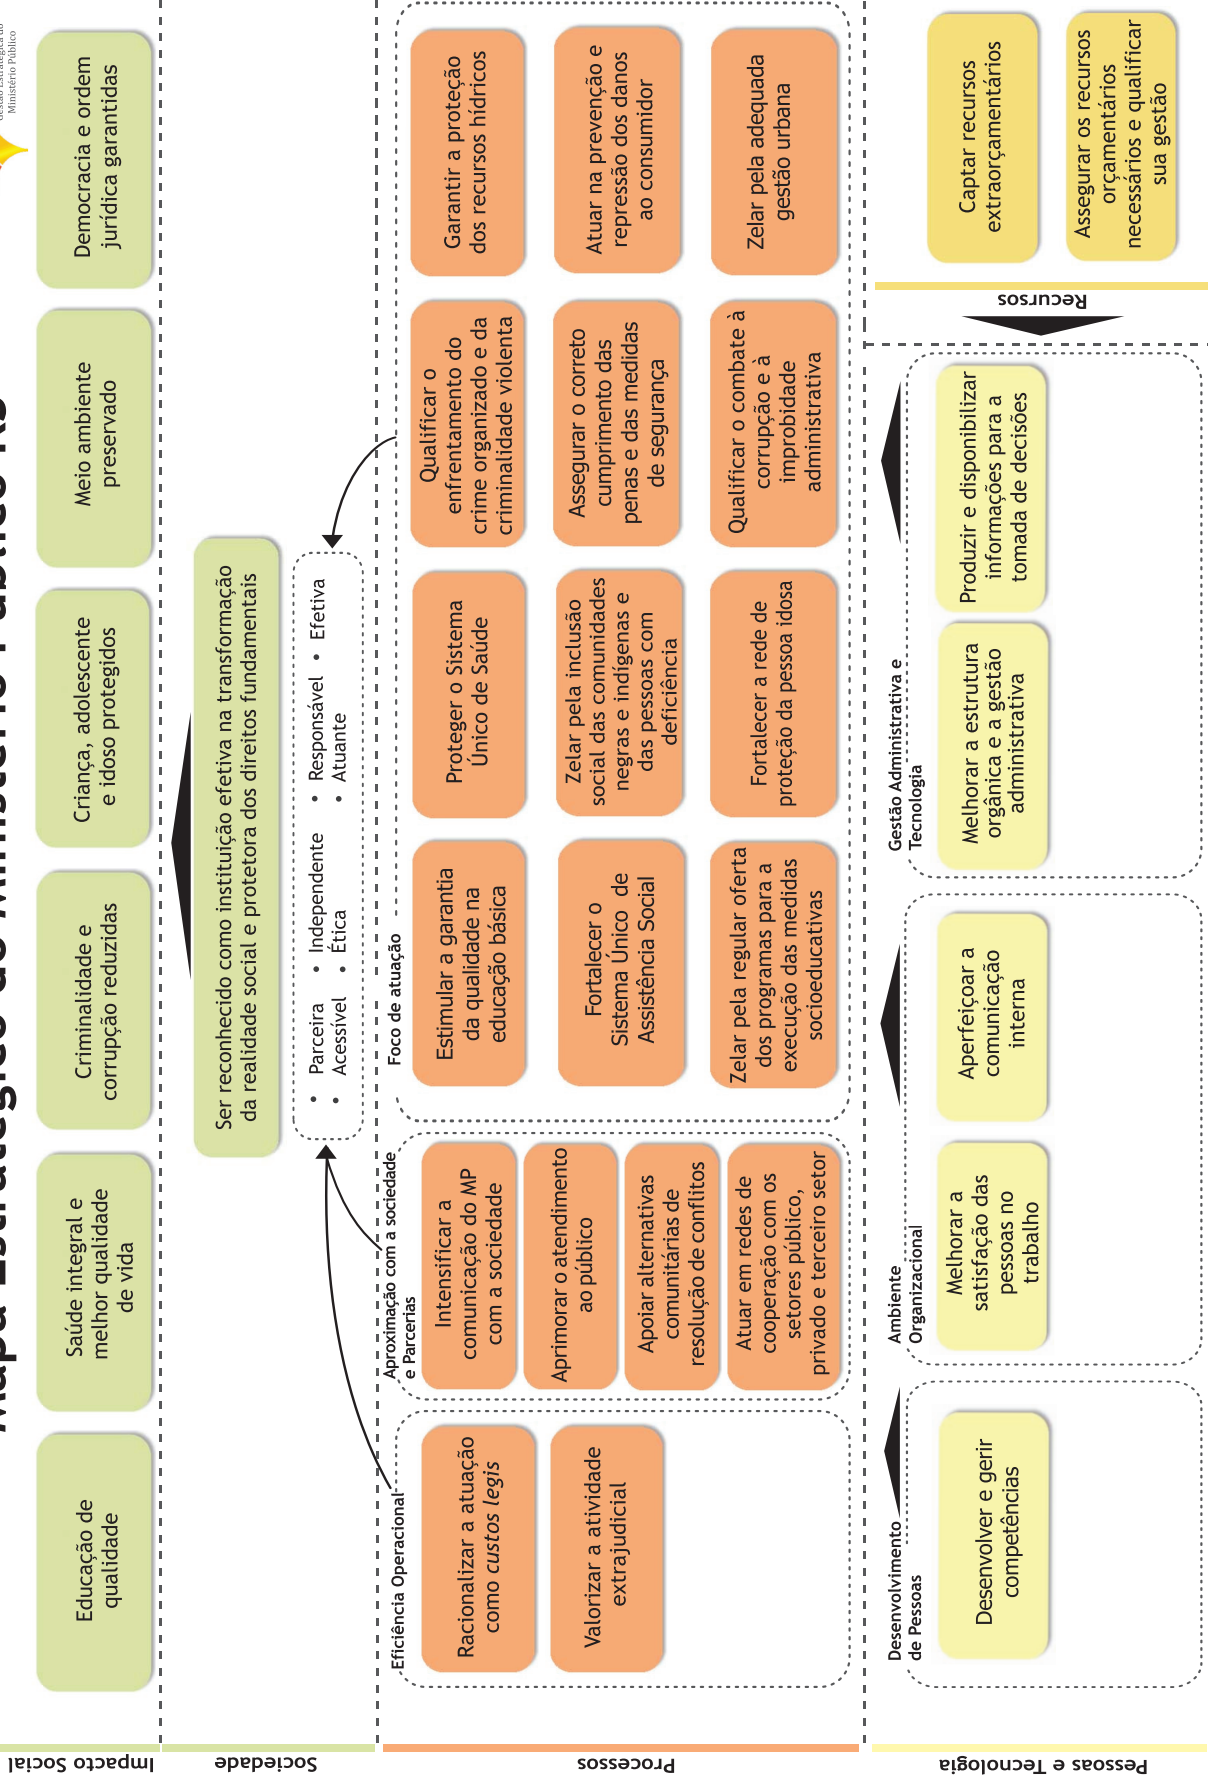 Mapa Estratégico do Ministério Público RS
Gestão Estratégica do
Ministério Público
Impacto Social
Educação de
qualidade
Saúde integral e
melhor qualidade
de vida
Criminalidade e
corrupção reduzidas
Criança, adolescente
e idoso protegidos
Meio ambiente
preservado
Democracia e ordem
jurídica garantidas
Sociedade
Ser reconhecido como instituição efetiva na transformação
da realidade social e protetora dos direitos fundamentais
• Parceira • Independente • Responsável • Efetiva
• Acessível • Ética • Atuante
Processos
Eficiência Operacional
Racionalizar a atuação
como custos legis
Valorizar a atividade
extrajudicial
Aproximação com a sociedade
e Parcerias
Intensificar a
comunicação do MP
com a sociedade
Aprimorar o atendimento
ao público
Apoiar alternativas
comunitárias de
resolução de conflitos
Atuar em redes de
cooperação com os
setores público,
privado e terceiro setor
Foco de atuação
Estimular a garantia
da qualidade na
educação básica
Proteger o Sistema
Único de Saúde
Qualificar o
enfrentamento do
crime organizado e da
criminalidade violenta
Garantir a proteção
dos recursos hídricos
Fortalecer o
Sistema Único de
Assistência Social
Zelar pela inclusão
social das comunidades
negras e indígenas e
das pessoas com
deficiência
Assegurar o correto
cumprimento das
penas e das medidas
de segurança
Atuar na prevenção e
repressão dos danos
ao consumidor
Zelar pela regular oferta
dos programas para a
execução das medidas
socioeducativas
Fortalecer a rede de
proteção da pessoa idosa
Qualificar o combate à
corrupção e à
improbidade
administrativa
Zelar pela adequada
gestão urbana
Pessoas e Tecnologia
Desenvolvimento
de Pessoas
Desenvolver e gerir
competências
Ambiente
Organizacional
Melhorar a
satisfação das
pessoas no
trabalho
Aperfeiçoar a
comunicação
interna
Gestão Administrativa e
Tecnologia
Melhorar a estrutura
orgânica e a gestão
administrativa
Produzir e disponibilizar
informações para a
tomada de decisões
Recursos
Captar recursos
extraorçamentários
Assegurar os recursos
orçamentários
necessários e qualificar
sua gestão